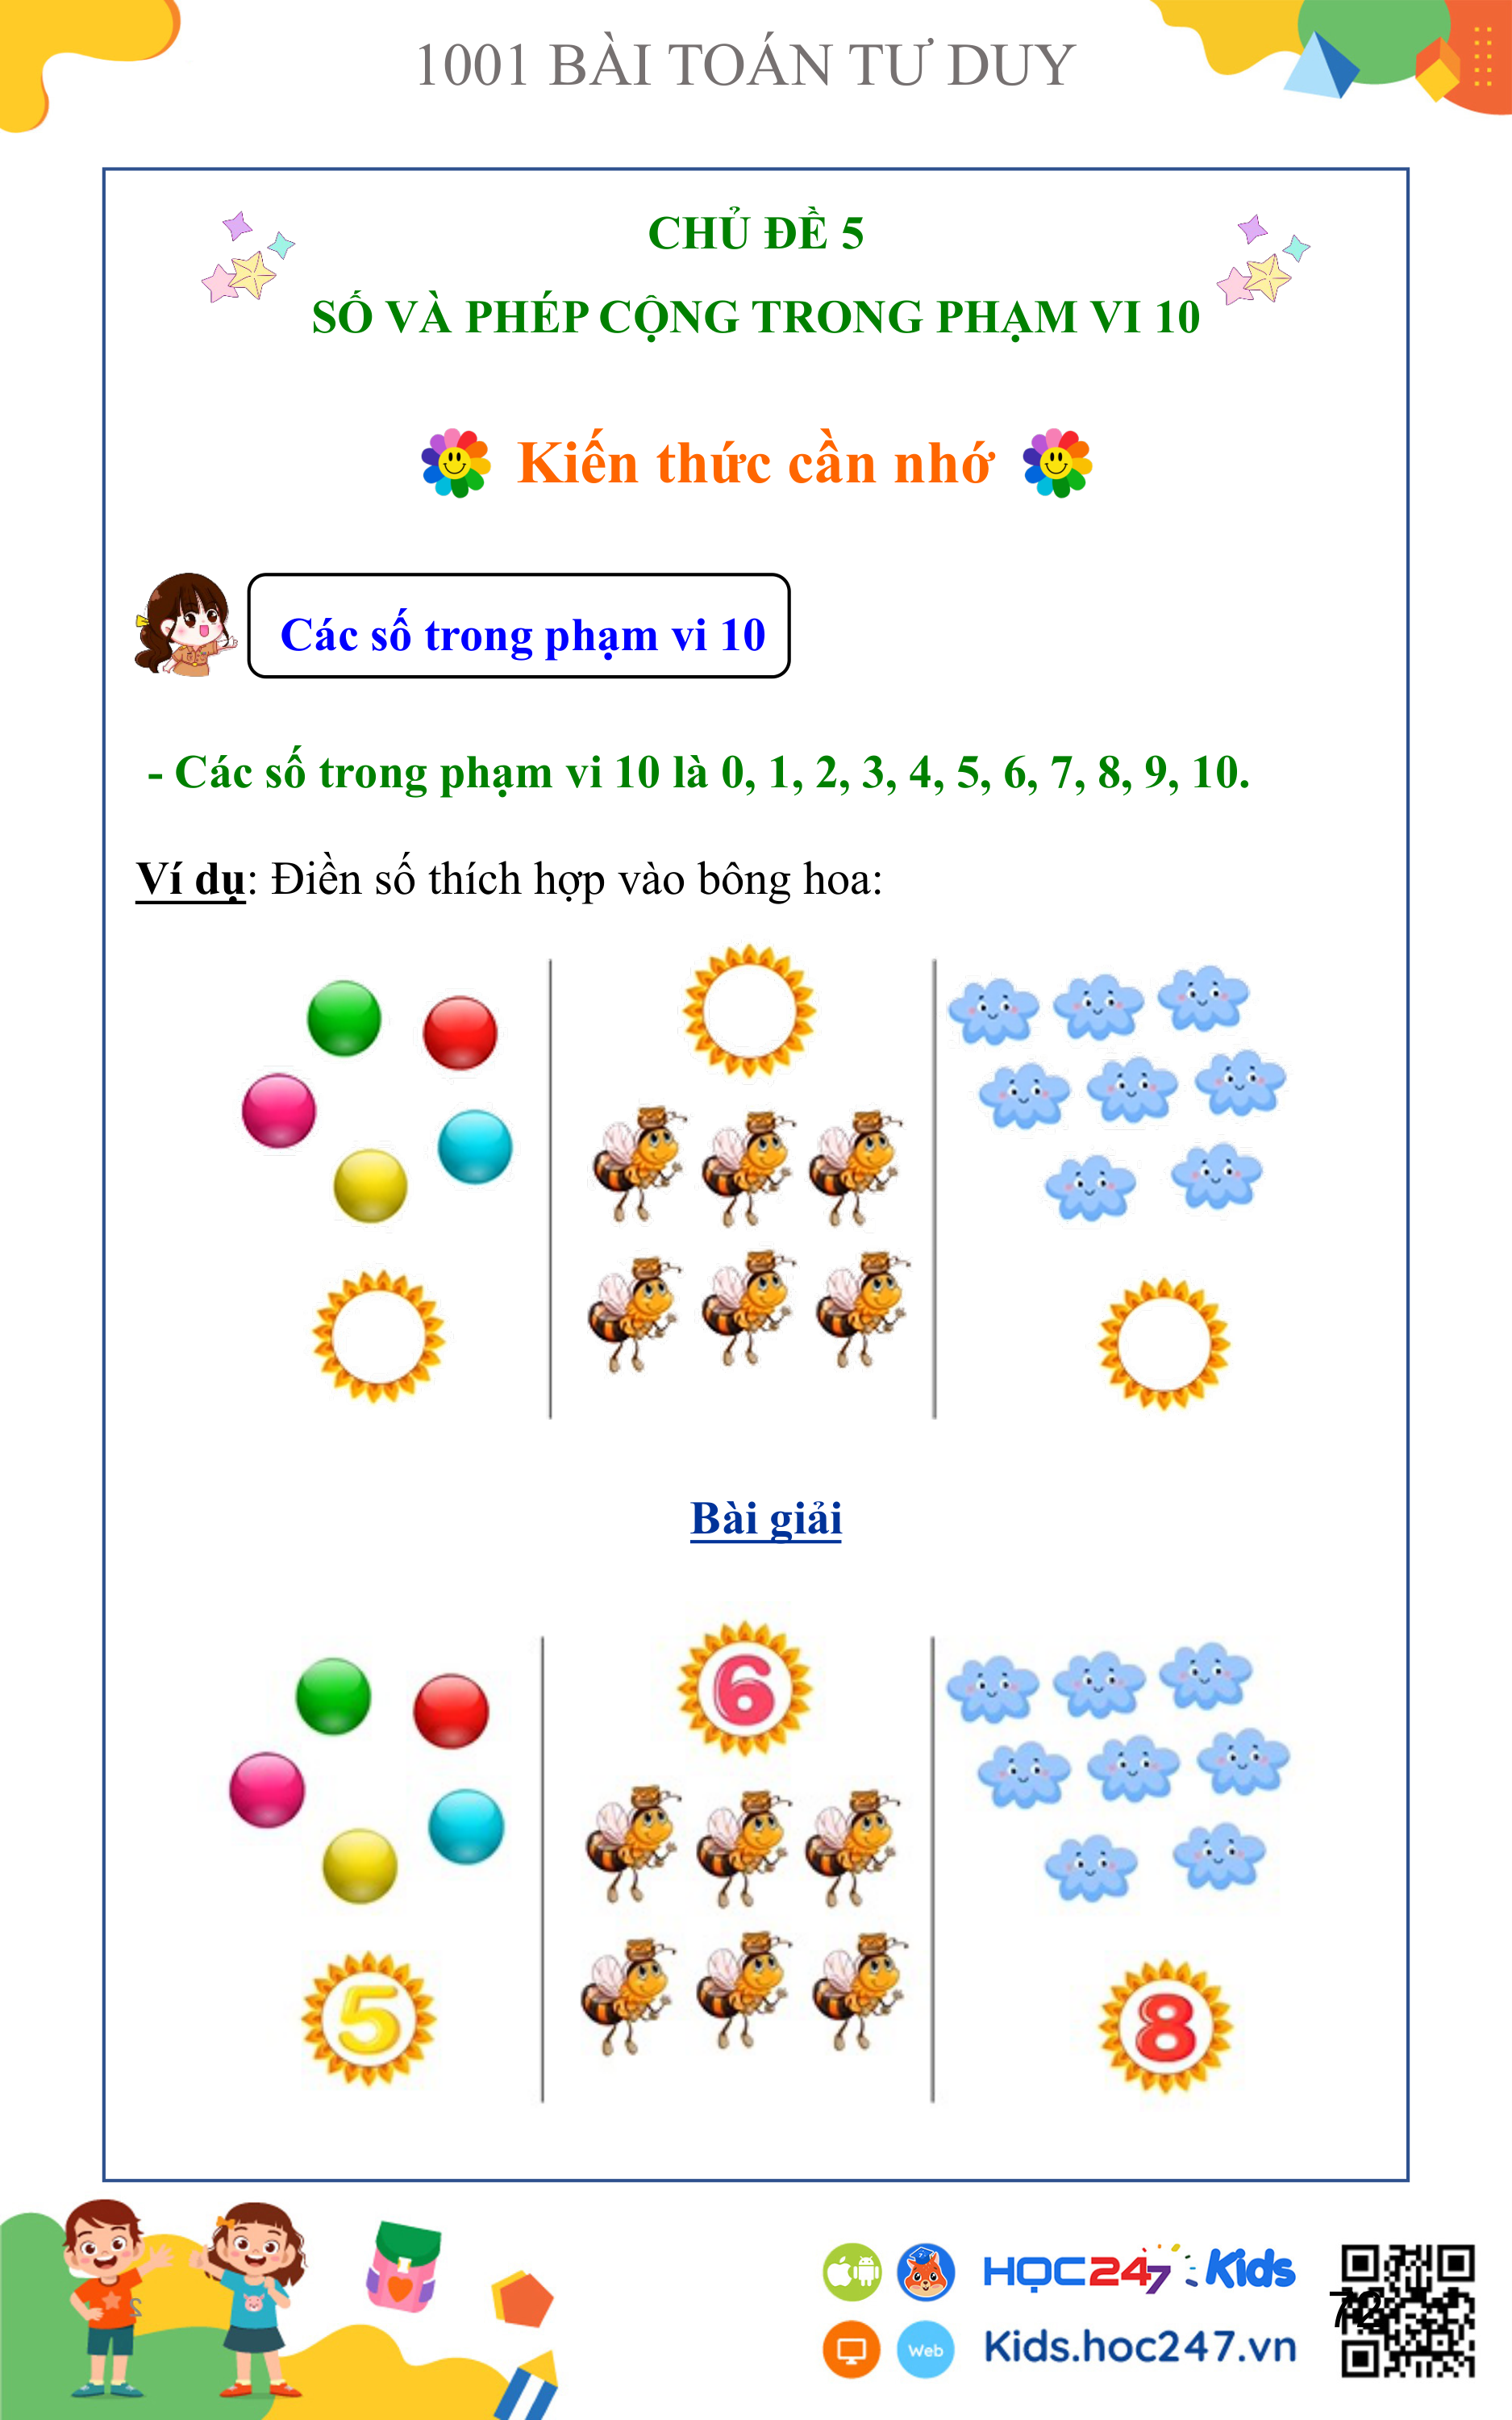 1001 BÀI TOÁN TƯ DUY
CHỦ ĐỀ 5
SỐ VÀ PHÉP CỘNG TRONG PHẠM VI 10
Kiến thức cần nhớ
Các số trong phạm vi 10
- Các số trong phạm vi 10 là 0, 1, 2, 3, 4, 5, 6, 7, 8, 9, 10.
Ví dụ: Điền số thích hợp vào bông hoa:
Bài giải
6
5
8
2
HỌC247 Kids
72
Web
Kids.hoc247.vn